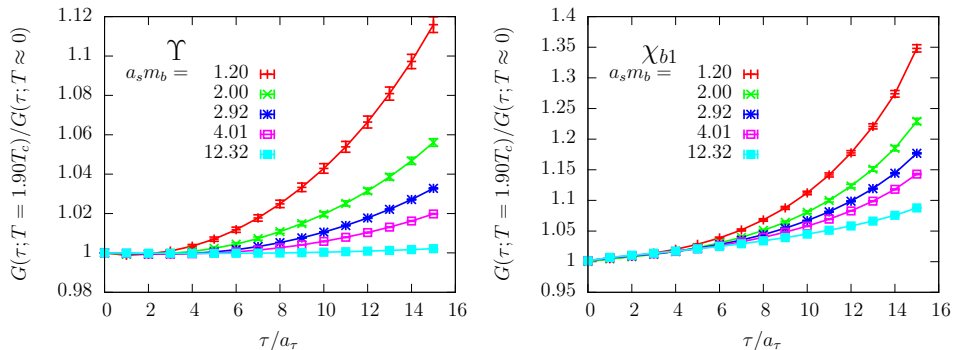 G(τ; T = 1.90T_c)/G(τ; T ≈ 0)
1.12
1.1
1.08
1.06
1.04
1.02
1
0.98
ϒ
a_s m_b =
1.20
2.00
2.92
4.01
12.32
0 2 4 6 8 10 12 14 16
τ/a_τ
G(τ; T = 1.90T_c)/G(τ; T ≈ 0)
1.4
1.35
1.3
1.25
1.2
1.15
1.1
1.05
1
0.95
χ_{b1}
a_s m_b =
1.20
2.00
2.92
4.01
12.32
0 2 4 6 8 10 12 14 16
τ/a_τ